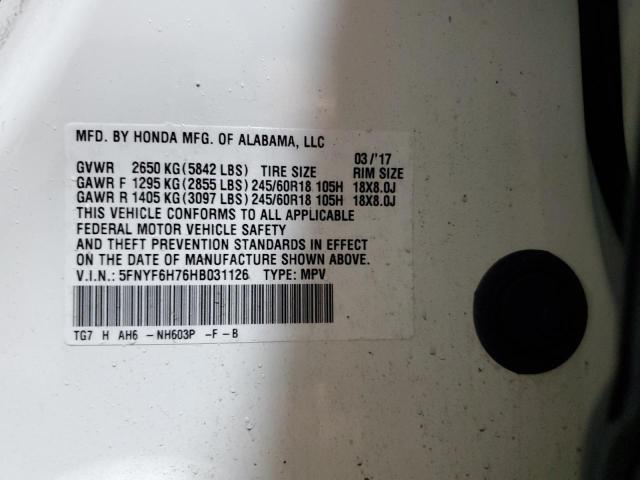 MFD. BY HONDA MFG. OF ALABAMA, LLC
03/'17
GVWR 2650 KG(5842 LBS) TIRE SIZE RIM SIZE
GAWR F 1295 KG(2855 LBS) 245/60R18 105H 18X8.0J
GAWR R 1405 KG(3097 LBS) 245/60R18 105H 18X8.0J
THIS VEHICLE CONFORMS TO ALL APPLICABLE
FEDERAL MOTOR VEHICLE SAFETY
AND THEFT PREVENTION STANDARDS IN EFFECT
ON THE DATE OF MANUFACTURE SHOWN ABOVE.
V.I.N.: 5FNYF6H76HB031126 TYPE: MPV
TG7 H AH6 -NH603P -F-B